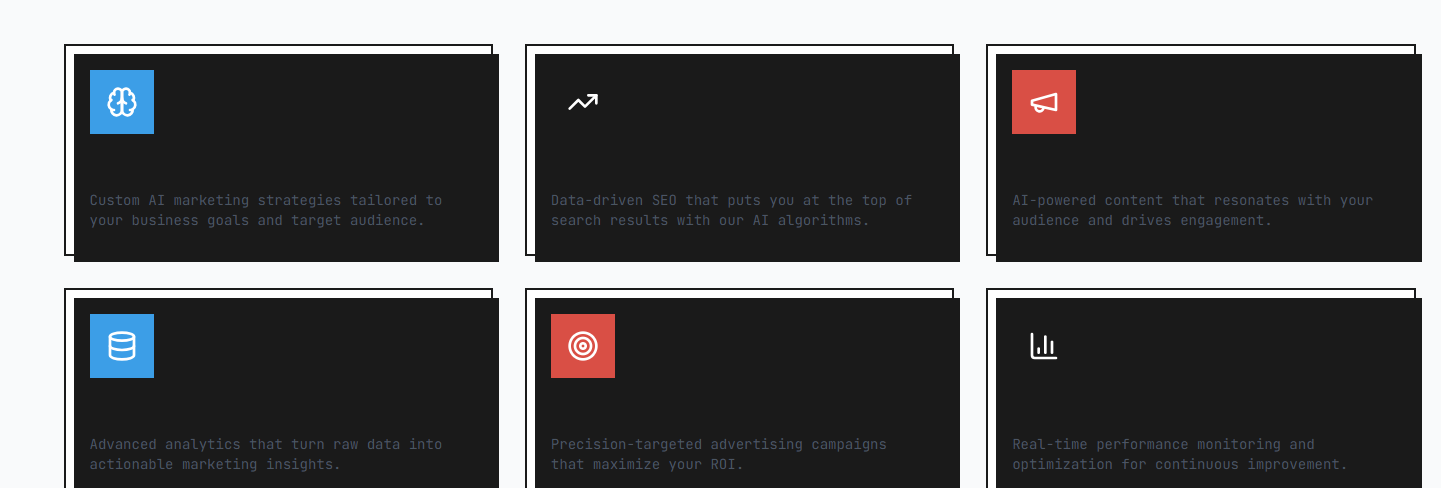 Custom AI marketing strategies tailored to
your business goals and target audience.
Data-driven SEO that puts you at the top of
search results with our AI algorithms.
AI-powered content that resonates with your
audience and drives engagement.
Advanced analytics that turn raw data into
actionable marketing insights.
Precision-targeted advertising campaigns
that maximize your ROI.
Real-time performance monitoring and
optimization for continuous improvement.